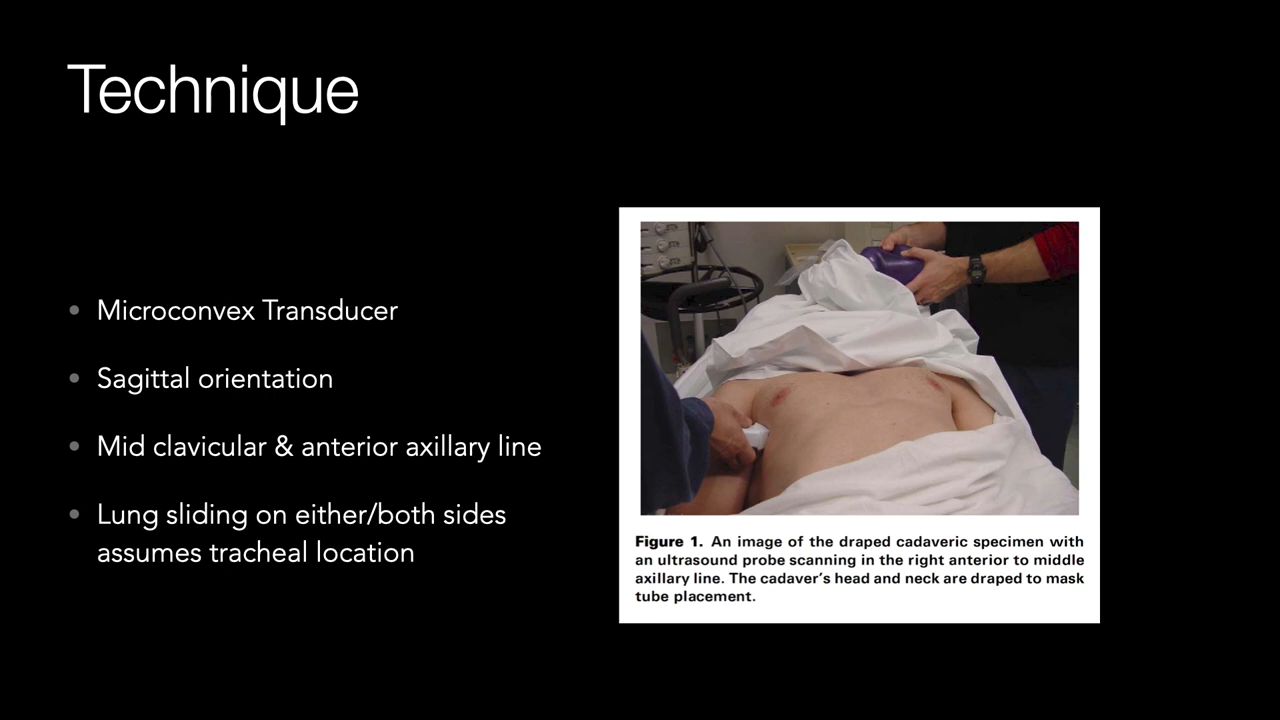 Technique
Microconvex Transducer
Sagittal orientation
Mid clavicular & anterior axillary line
Lung sliding on either/both sides
assumes tracheal location
Figure 1. An image of the draped cadaveric specimen with
an ultrasound probe scanning in the right anterior to middle
axillary line. The cadaver's head and neck are draped to mask
tube placement.